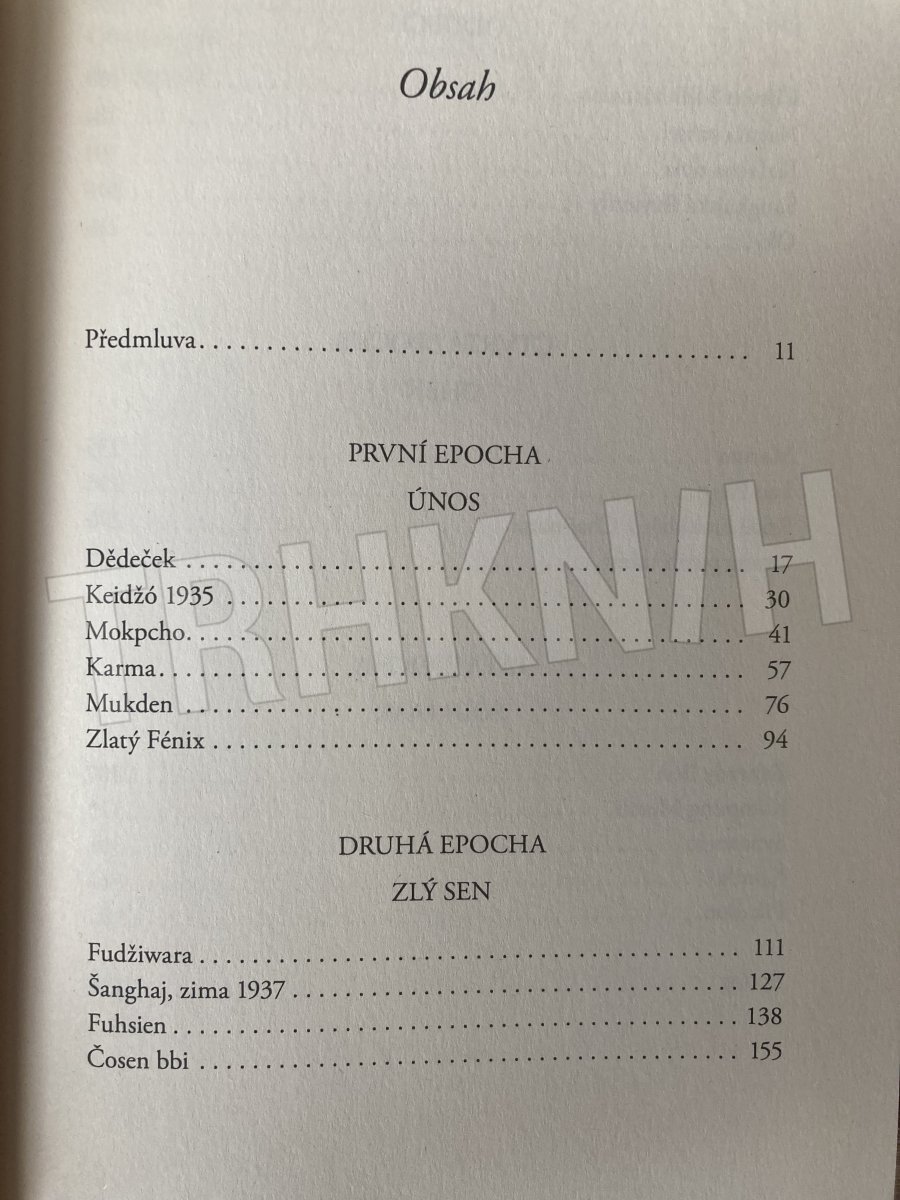 Obsah
Předmluva. . . . . . . . . . . . . . . . . . . . . . . . . . . . . . . . . . . . . . . . 11
PRVNÍ EPOCHA
ÚNOS
Dědeček . . . . . . . . . . . . . . . . . . . . . . . . . . . . . . . . . . . . . . . . 17
Keidžó 1935 . . . . . . . . . . . . . . . . . . . . . . . . . . . . . . . . . . . . . 30
Mokpcho. . . . . . . . . . . . . . . . . . . . . . . . . . . . . . . . . . . . . . . . 41
Karma. . . . . . . . . . . . . . . . . . . . . . . . . . . . . . . . . . . . . . . . . . 57
Mukden . . . . . . . . . . . . . . . . . . . . . . . . . . . . . . . . . . . . . . . . 76
Zlatý Fénix . . . . . . . . . . . . . . . . . . . . . . . . . . . . . . . . . . . . . . 94
TRHKNIH
DRUHÁ EPOCHA
ZLÝ SEN
Fudžiwara . . . . . . . . . . . . . . . . . . . . . . . . . . . . . . . . . . . . . . 111
Šanghaj, zima 1937 . . . . . . . . . . . . . . . . . . . . . . . . . . . . . . . 127
Fuhsien . . . . . . . . . . . . . . . . . . . . . . . . . . . . . . . . . . . . . . . . 138
Čosen bbi . . . . . . . . . . . . . . . . . . . . . . . . . . . . . . . . . . . . . . 155